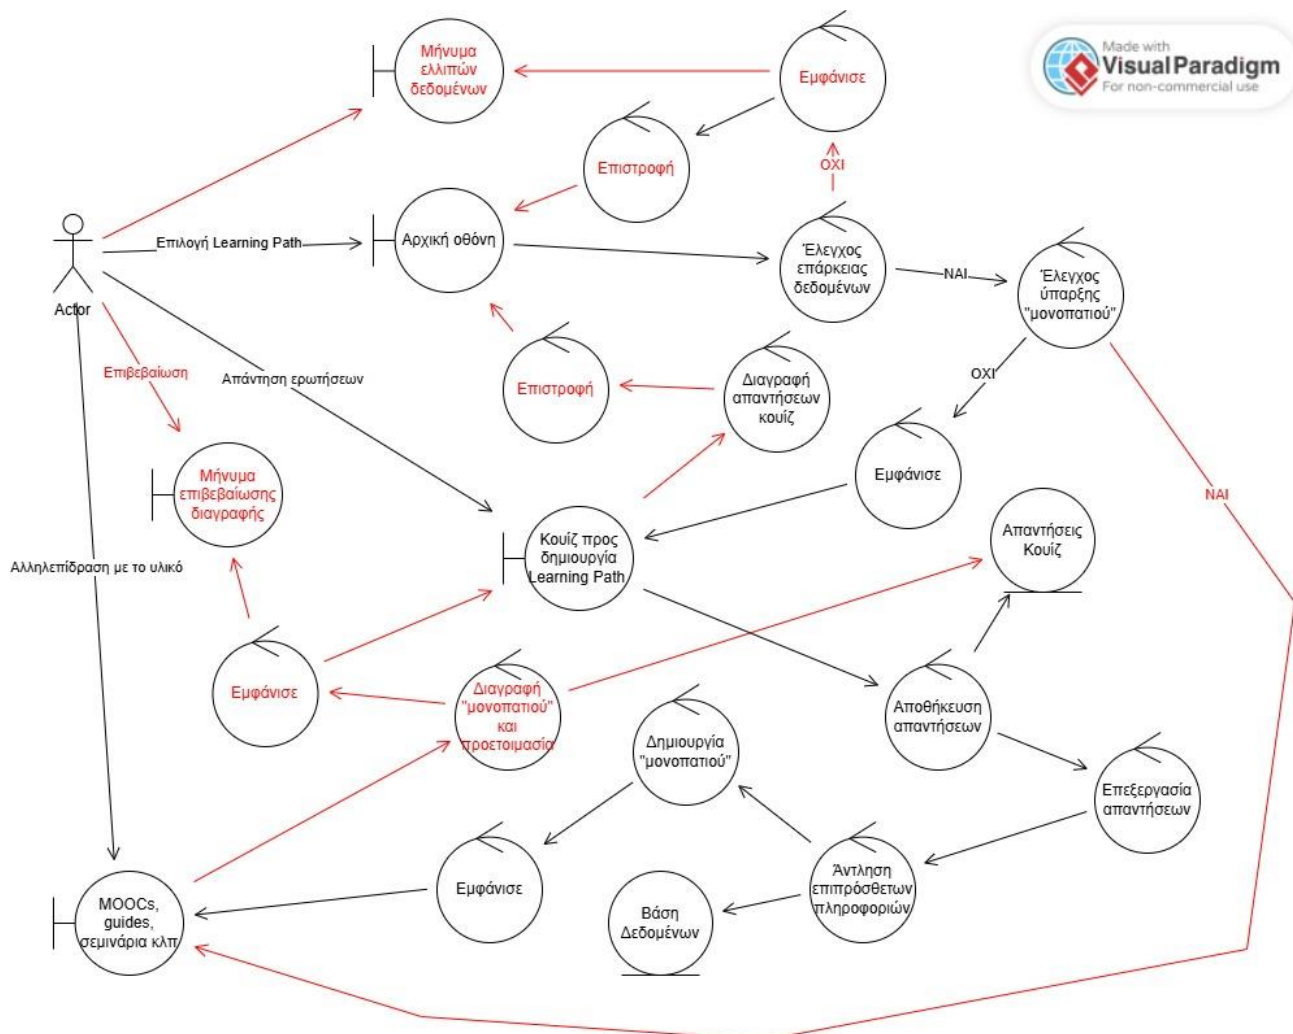 Made with
Visual Paradigm
For non-commercial use
Μήνυμα
ελλιπών
δεδομένων
Εμφάνισε
Επιστροφή
ΟΧΙ
Επιλογή Learning Path
Αρχική οθόνη
Έλεγχος
επάρκειας
δεδομένων
ΝΑΙ
Έλεγχος
ύπαρξης
"μονοπατιού"
Actor
Επιβεβαίωση
Απάντηση ερωτήσεων
Επιστροφή
Διαγραφή
απαντήσεων
κουίζ
ΟΧΙ
Μήνυμα
επιβεβαίωσης
διαγραφής
Εμφάνισε
ΝΑΙ
Αλληλεπίδραση με το υλικό
Κουίζ προς
δημιουργία
Learning Path
Απαντήσεις
Κουίζ
Εμφάνισε
Διαγραφή
"μονοπατιού"
και
προετοιμασία
Δημιουργία
"μονοπατιού"
Αποθήκευση
απαντήσεων
Επεξεργασία
απαντήσεων
MOOCs,
guides,
σεμινάρια κλπ
Εμφάνισε
Βάση
Δεδομένων
Άντληση
επιπρόσθετων
πληροφοριών